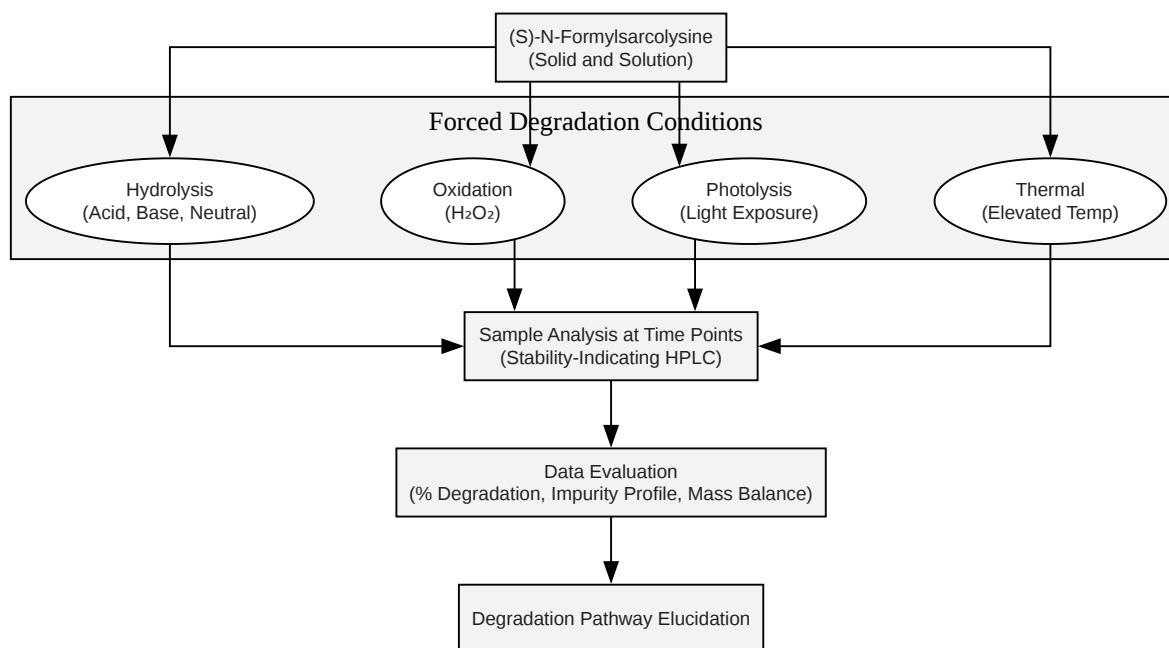 (S)-N-Formylsarcolysine
(Solid and Solution)
Forced Degradation Conditions
Hydrolysis
(Acid, Base, Neutral)
Oxidation
(H₂O₂)
Photolysis
(Light Exposure)
Thermal
(Elevated Temp)
Sample Analysis at Time Points
(Stability-Indicating HPLC)
Data Evaluation
(% Degradation, Impurity Profile, Mass Balance)
Degradation Pathway Elucidation